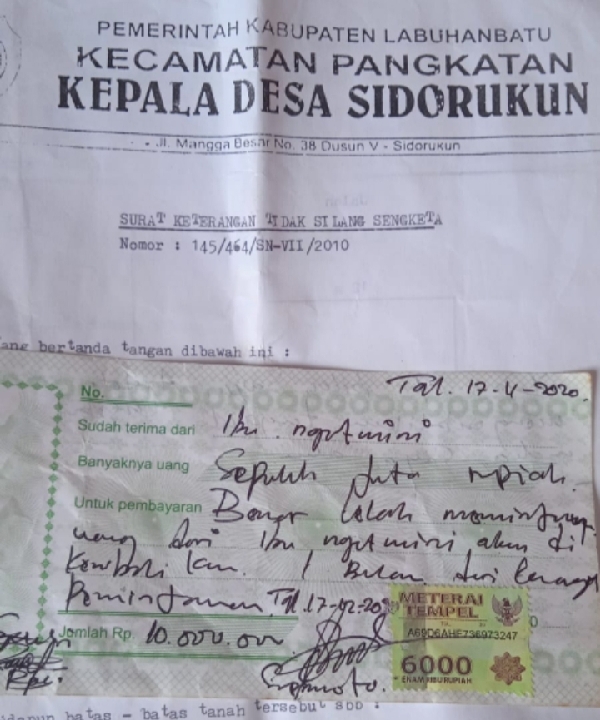 PEMERINTAH KABUPATEN LABUHANBATU
KECAMATAN PANGKATAN
KEPALA DESA SIDORUKUN
Jl. Mangga Besar No. 38 Dusun V - Sidorukun
SURAT KETERANGAN TIDAK SILANG SENGKETA
Nomor : 145/464/SN-VII/2010
ang bertanda tangan dibawah ini :
No.
Tgl. 17-4-2020.
Sudah terima dari Ibu ngatmini
Banyaknya uang Sepuluh Juta rupiah.
Untuk pembayaran Benar telah meminjam
uang dari Ibu ngatmini akan di
Kembali kan. 1 Bulan dari
Peminjaman Tgl. 17-
METERAI
TEMPEL
A69D6AHF736973247
Jumlah Rp. 10.000.000
6000
ENAM RIBU RUPIAH
batas - batas tanah tersebut sbb :